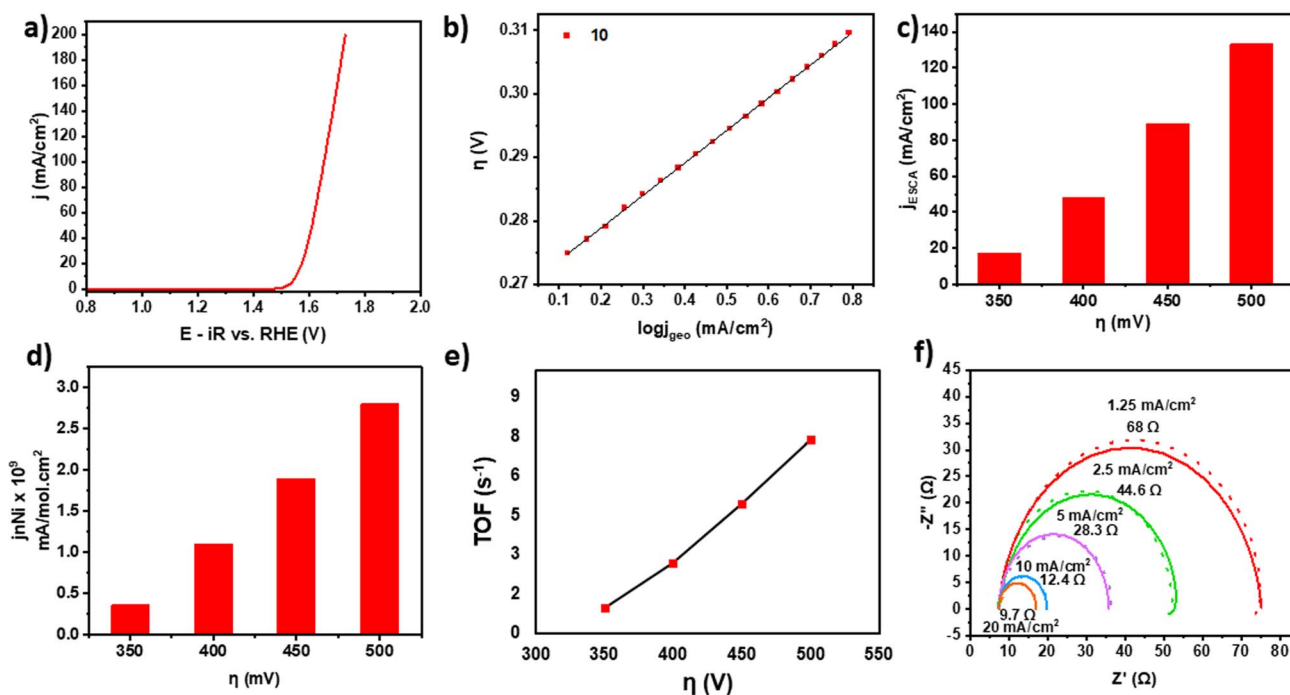 a)
200
180
160
140
120
100
80
60
40
20
0
j (mA/cm²)
0.8 1.0 1.2 1.4 1.6 1.8 2.0
E - iR vs. RHE (V)
b)
10
0.31
0.30
0.29
0.28
0.27
η (V)
0.1 0.2 0.3 0.4 0.5 0.6 0.7 0.8
logj_geo (mA/cm²)
c)
140
120
100
80
60
40
20
0
j_ESCA (mA/cm²)
350 400 450 500
η (mV)
d)
3.0
2.5
2.0
1.5
1.0
0.5
0.0
jnNi x 10⁹
mA/mol.cm²
350 400 450 500
η (mV)
e)
9
8
6
5
3
2
0
TOF (s⁻¹)
300 350 400 450 500 550
η (V)
f)
45
40
35
30
25
20
15
10
5
0
-5
-Z'' (Ω)
1.25 mA/cm²
68 Ω
2.5 mA/cm²
44.6 Ω
5 mA/cm²
28.3 Ω
10 mA/cm²
12.4 Ω
9.7 Ω
20 mA/cm²
10 20 30 40 50 60 70 80
Z' (Ω)